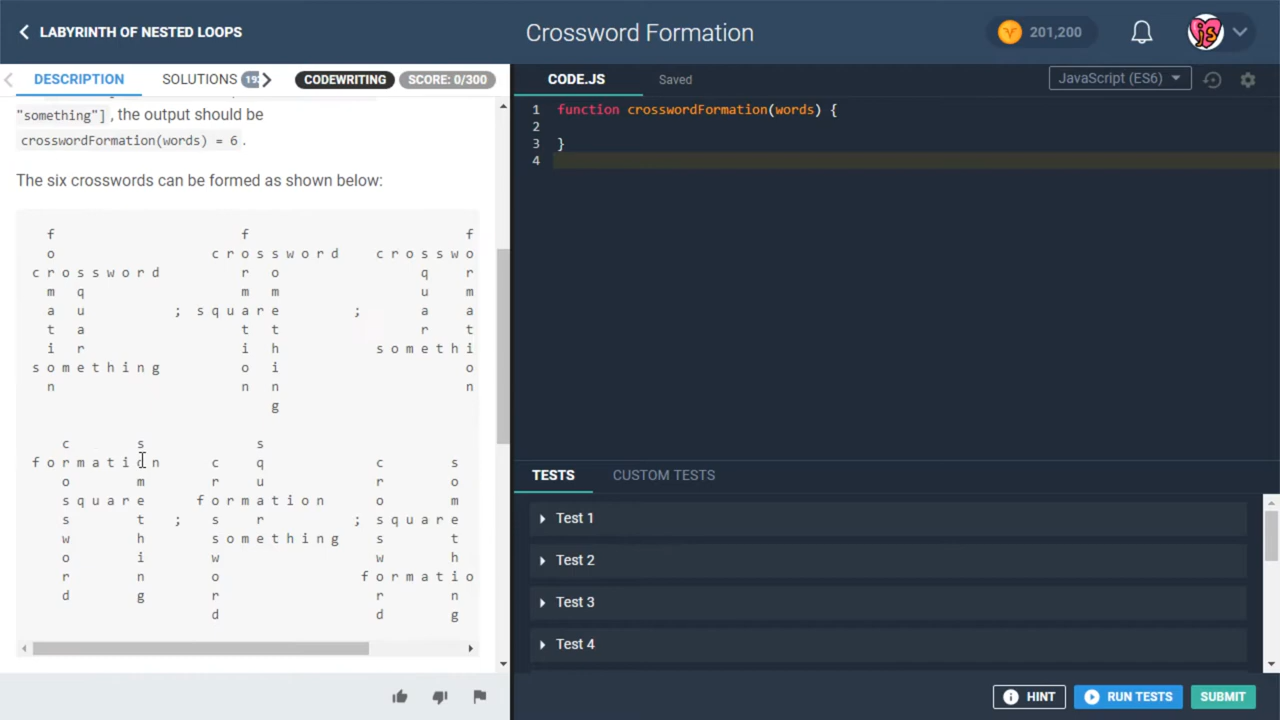 LABYRINTH OF NESTED LOOPS
Crossword Formation
201,200
DESCRIPTION
SOLUTIONS
CODEWRITING
SCORE: 0/300
CODE.JS
Saved
JavaScript (ES6)
"something"], the output should be
crosswordFormation(words) = 6.
The six crosswords can be formed as shown below:
f f f
o c r o s s w o r d c r o s s w o
c r o s s w o r d r o q r
m q m m u m
a u ; s q u a r e ; a a
t a t t r t
i r i h s o m e t h i
s o m e t h i n g o i o
n n n n
g
c s s
f o r m a t i o n c q c s
o m r u r o
s q u a r e f o r m a t i o n o m
s t ; s r ; s q u a r e
w h s o m e t h i n g s t
o i w w h
r n o f o r m a t i o
d g r r n
d d g
1 function crosswordFormation(words) {
2
3 }
4
TESTS
CUSTOM TESTS
Test 1
Test 2
Test 3
Test 4
HINT
RUN TESTS
SUBMIT